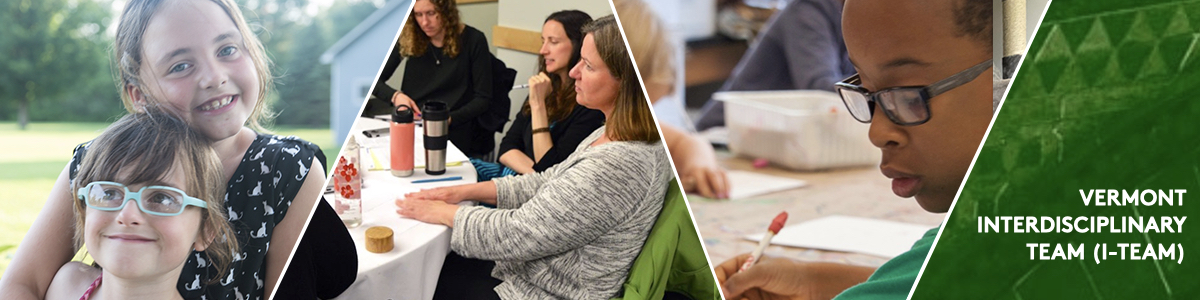 VERMONT
INTERDISCIPLINARY
TEAM (I-TEAM)